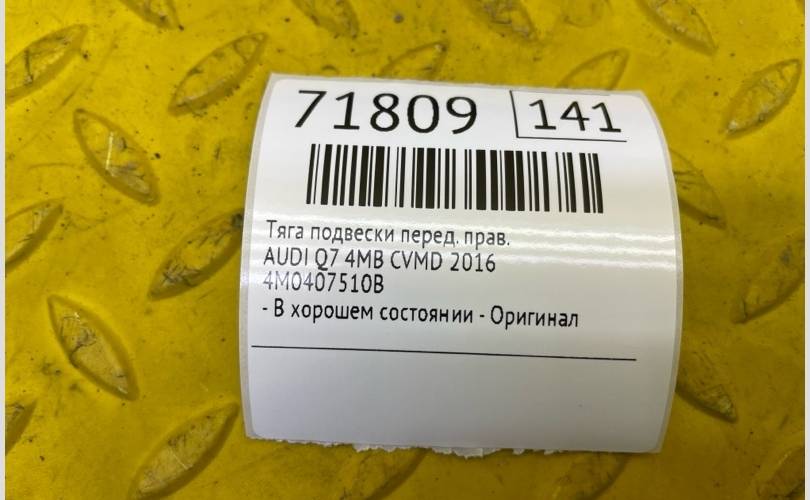 71809 141
Тяга подвески перед. прав.
AUDI Q7 4MB CVMD 2016
4M0407510B
- В хорошем состоянии - Оригинал